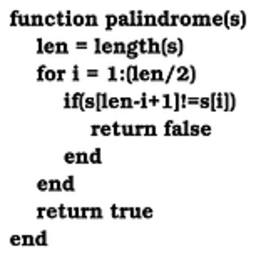 function palindrome(s)
len = length(s)
for i = 1:(len/2)
if(s[len-i+1]!=s[i])
return false
end
end
return true
end